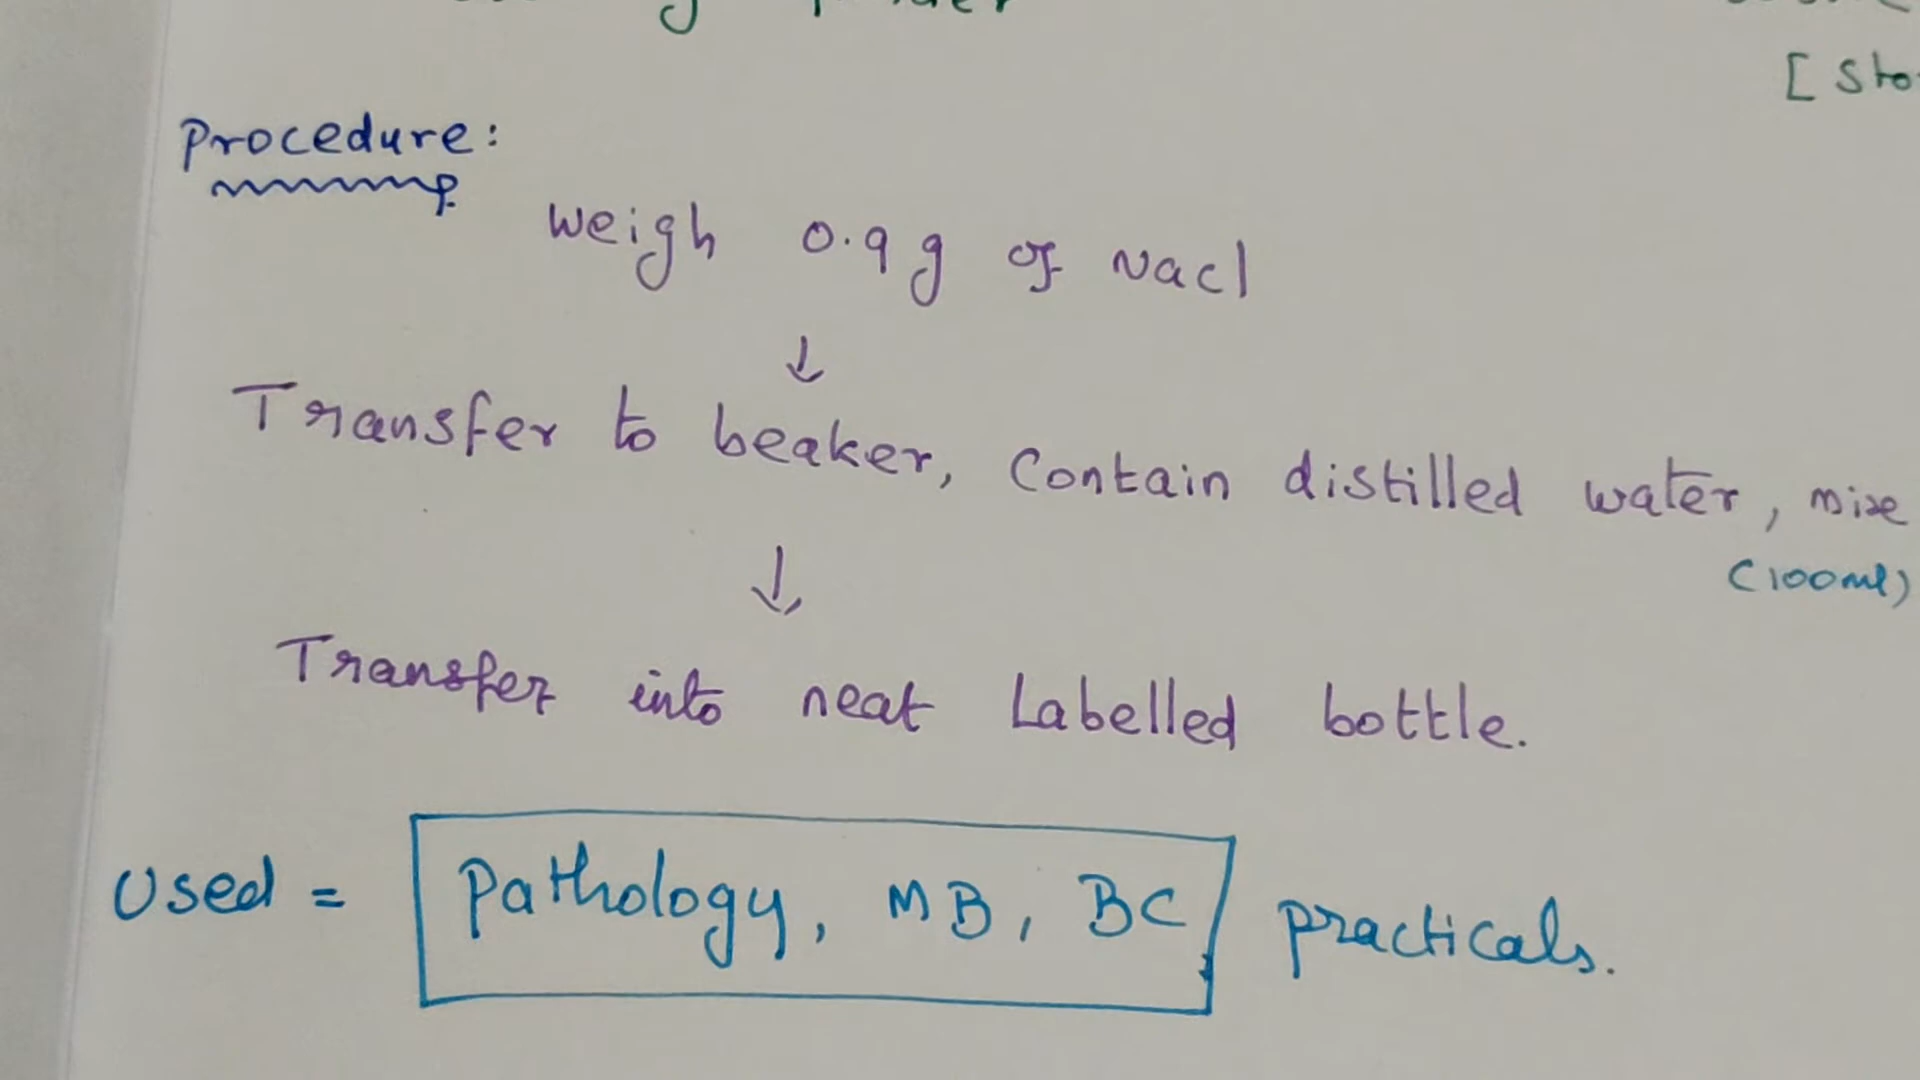 [ Sto
Procedure:
Weigh 0.9g of Nacl
↓
Transfer to beaker, Contain distilled water, mixe
(100ml)
↓
Transfer into neat Labelled bottle.
Used = Pathology, MB, BC practicals.